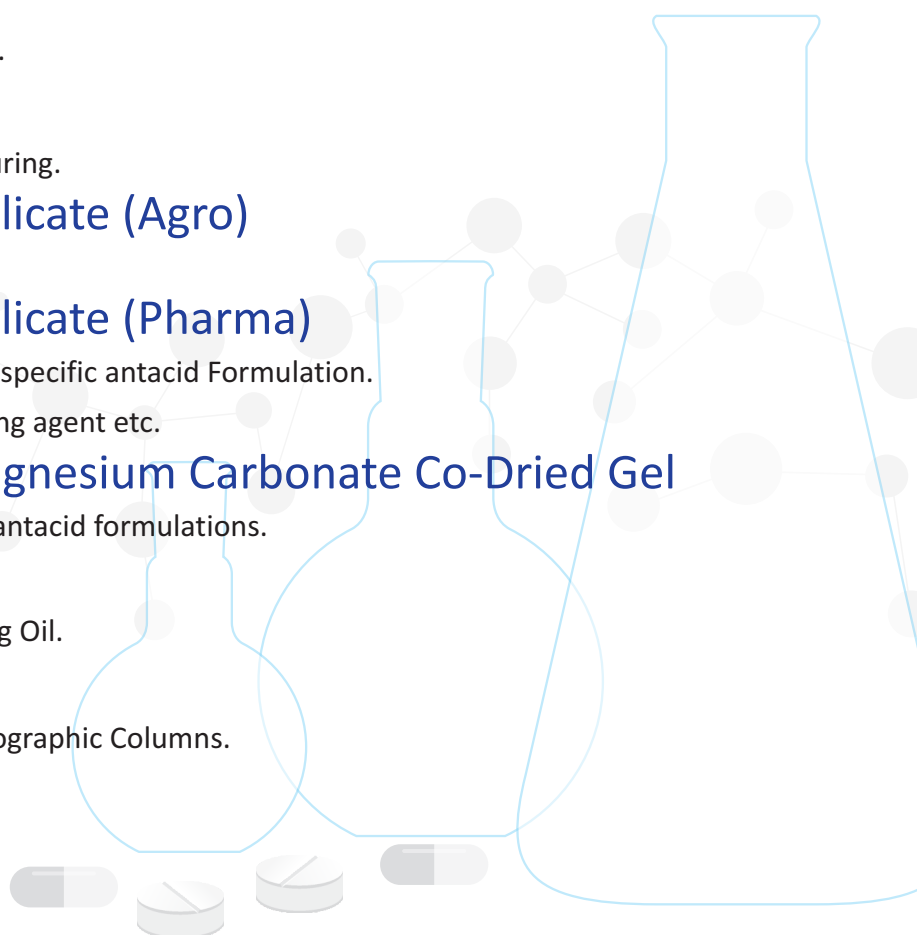 .
uring.
licate (Agro)
licate (Pharma)
specific antacid Formulation.
ng agent etc.
gnesium Carbonate Co-Dried Gel
antacid formulations.
g Oil.
ographic Columns.